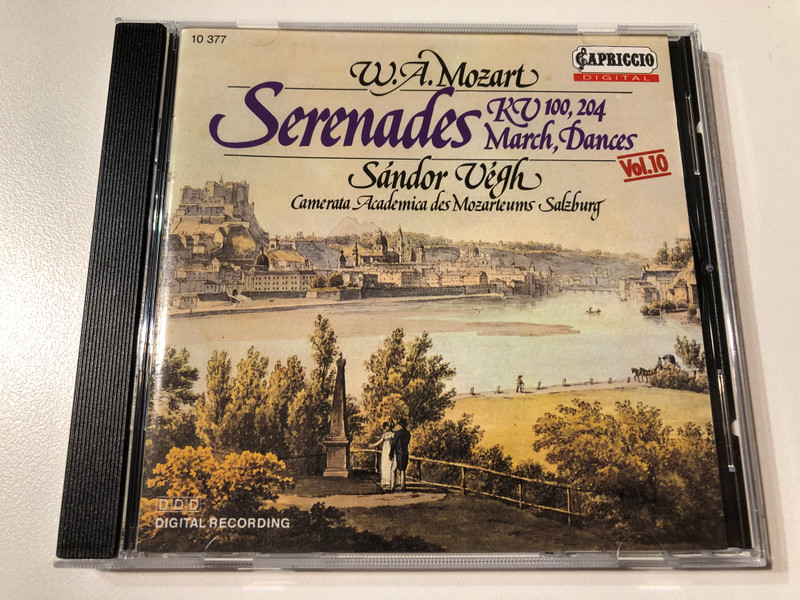 10 377
CAPRICCIO
DIGITAL
W.A. Mozart
Serenades KV 100, 204
March, Dances
Vol.10
Sándor Végh
Camerata Academica des Mozarteums Salzburg
DDD
DIGITAL RECORDING